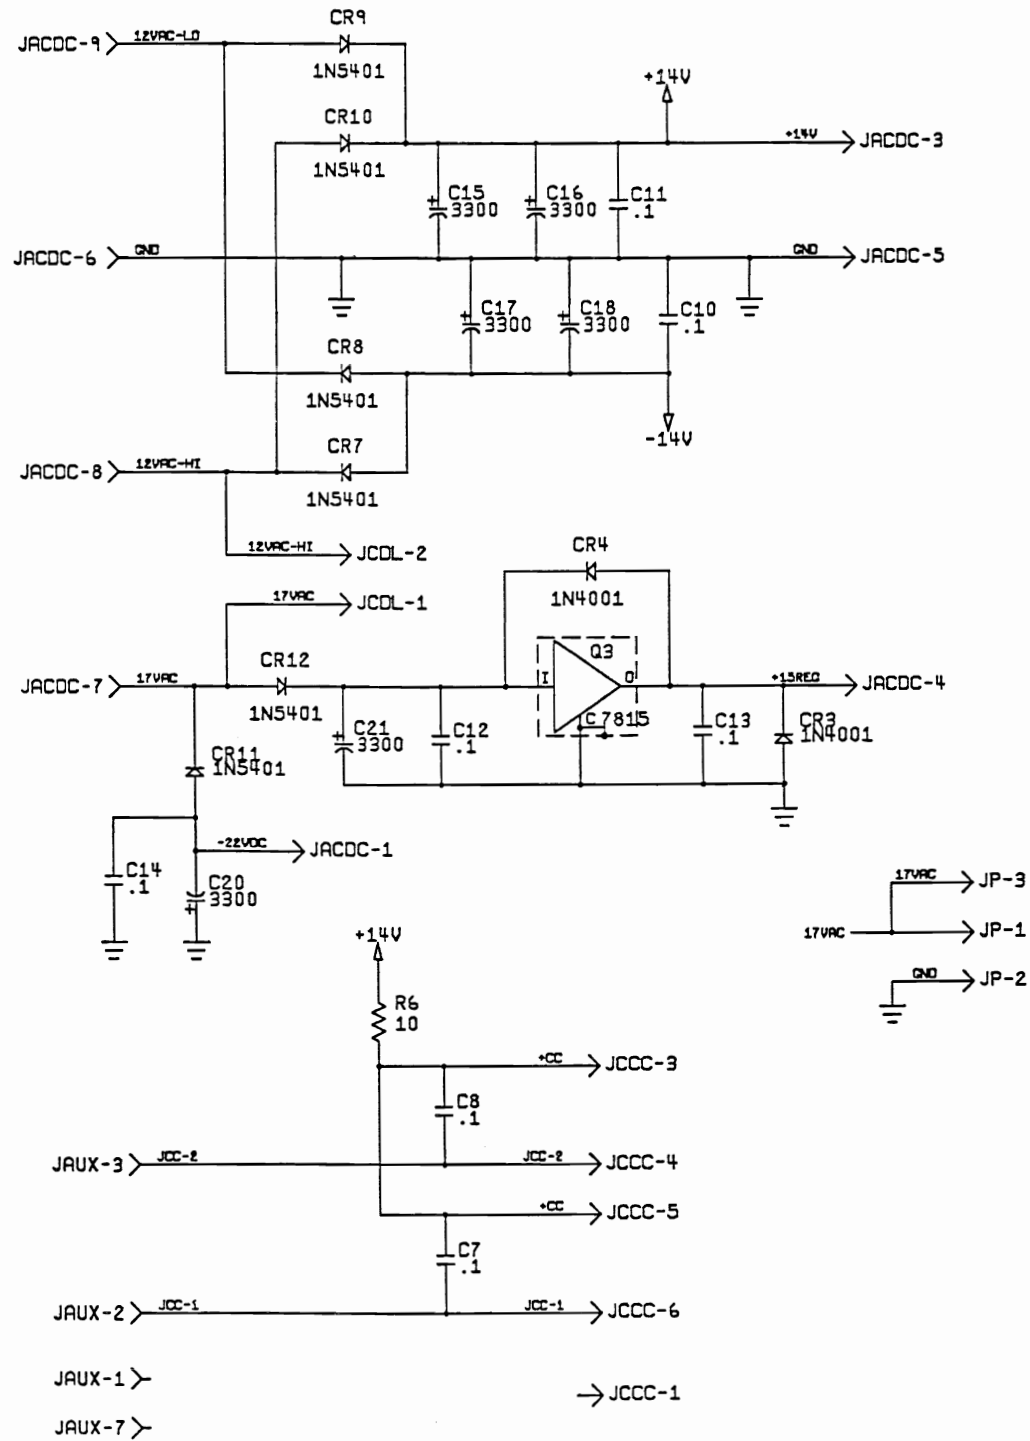 CR9
JACDC-9
12VAC-LO
1N5401
+14V
CR10
+14V
JACDC-3
1N5401
C15
3300
C16
3300
C11
.1
JACDC-6
GND
GND
JACDC-5
C17
3300
C18
3300
C10
.1
CR8
1N5401
-14V
CR7
JACDC-8
12VAC-HI
1N5401
12VAC-HI
JCDL-2
CR4
17VAC
JCDL-1
1N4001
Q3
CR12
JACDC-7
17VAC
I
O
+15REG
JACDC-4
1N5401
C
7815
C21
3300
C12
.1
C13
.1
CR3
1N4001
CR11
1N5401
-22VDC
JACDC-1
C14
.1
C20
3300
17VAC
JP-3
17VAC
JP-1
GND
JP-2
+14V
R6
10
+CC
JCCC-3
C8
.1
JAUX-3
JCC-2
JCC-2
JCCC-4
+CC
JCCC-5
C7
.1
JAUX-2
JCC-1
JCC-1
JCCC-6
JAUX-1
JCCC-1
JAUX-7